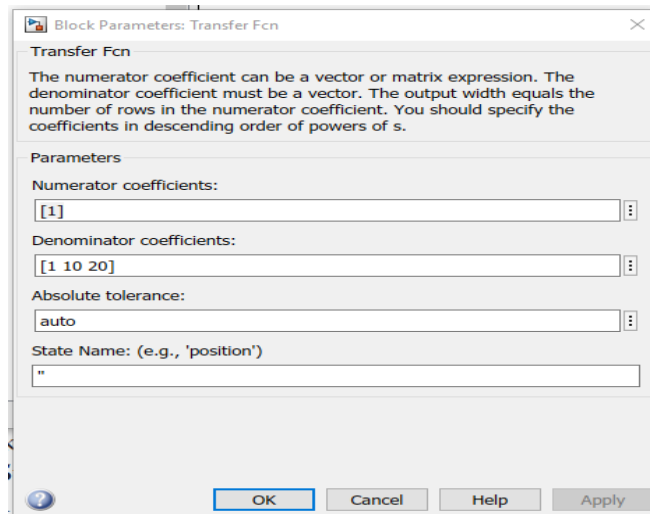 Block Parameters: Transfer Fcn
Transfer Fcn
The numerator coefficient can be a vector or matrix expression. The
denominator coefficient must be a vector. The output width equals the
number of rows in the numerator coefficient. You should specify the
coefficients in descending order of powers of s.
Parameters
Numerator coefficients:
[1]
Denominator coefficients:
[1 10 20]
Absolute tolerance:
auto
State Name: (e.g., 'position')
''
OK Cancel Help Apply